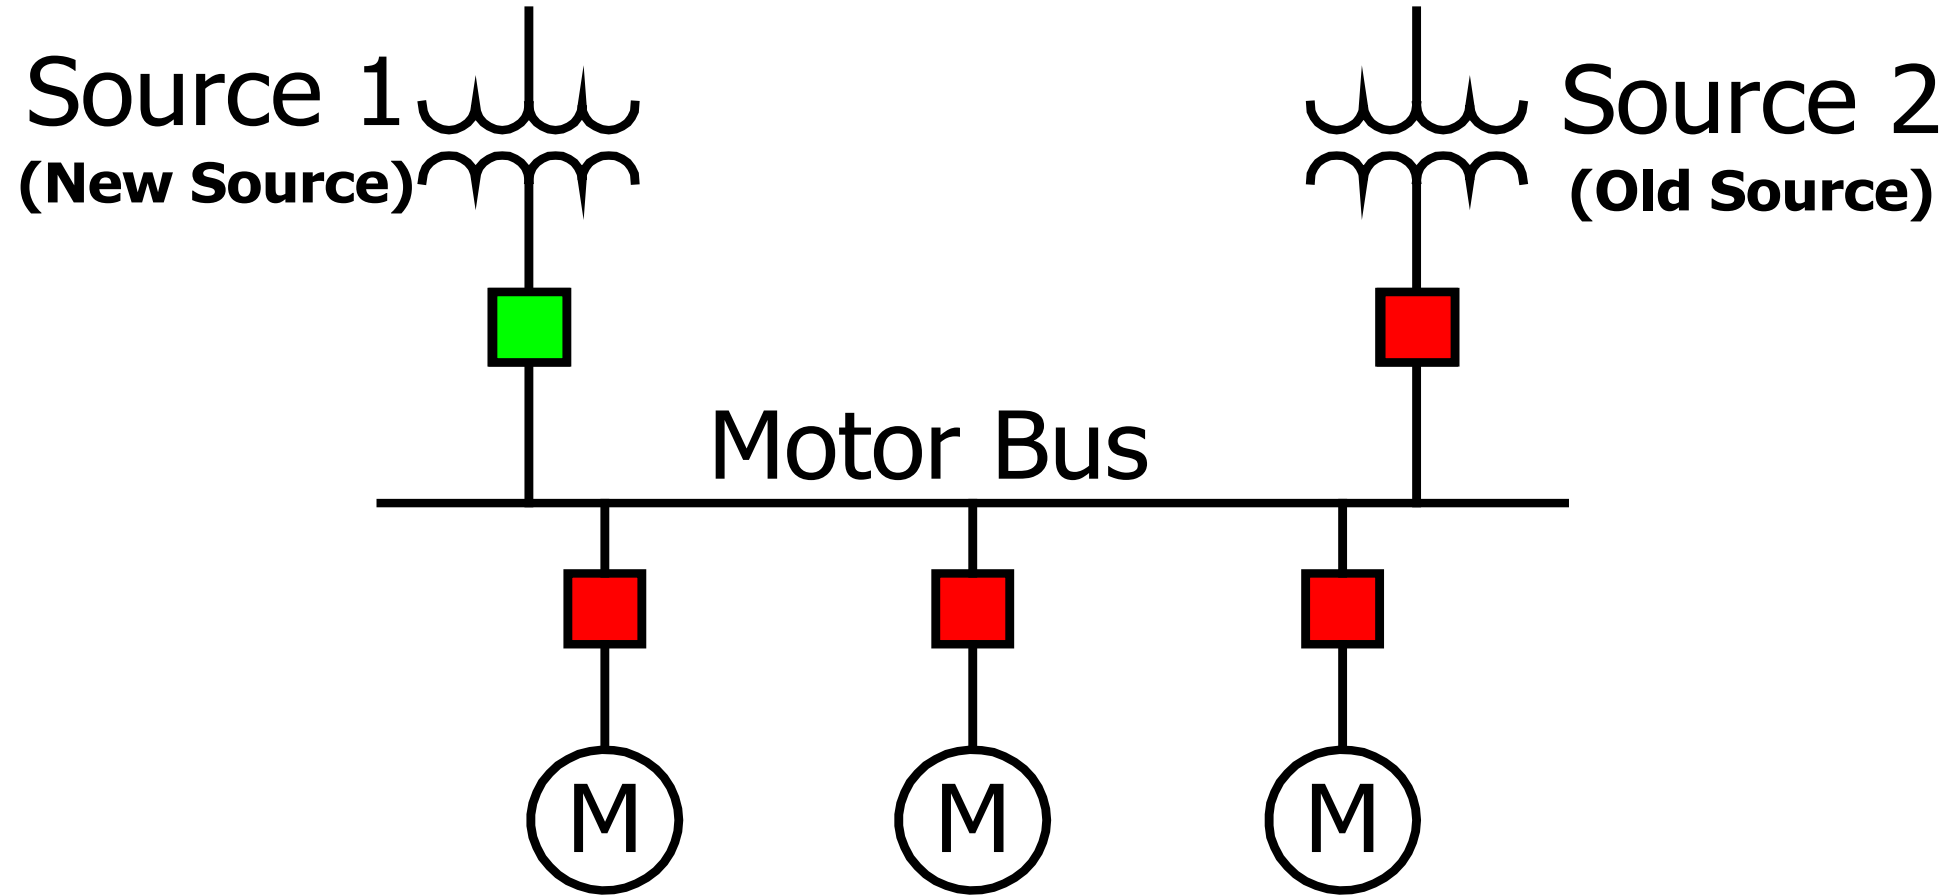 Source 1
(New Source)
Source 2
(Old Source)
Motor Bus
M
M
M